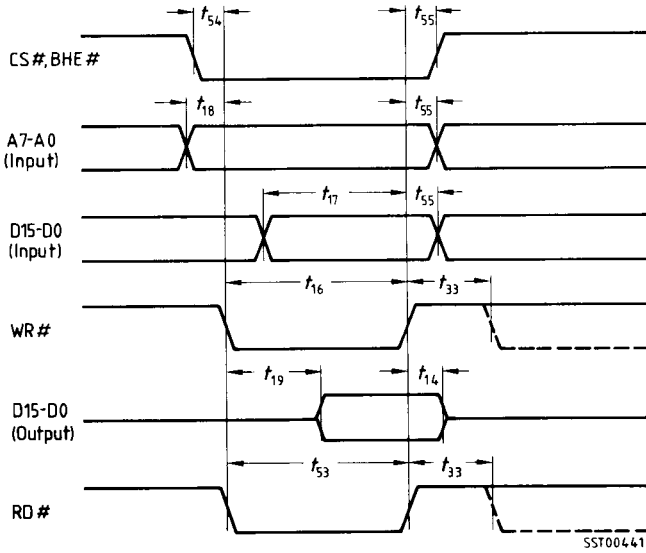 t54 t55
CS#,BHE#
t18 t55
A7-A0
(Input)
t17 t55
D15-D0
(Input)
t16 t33
WR#
t19 t14
D15-D0
(Output)
t53 t33
RD#
SST00441